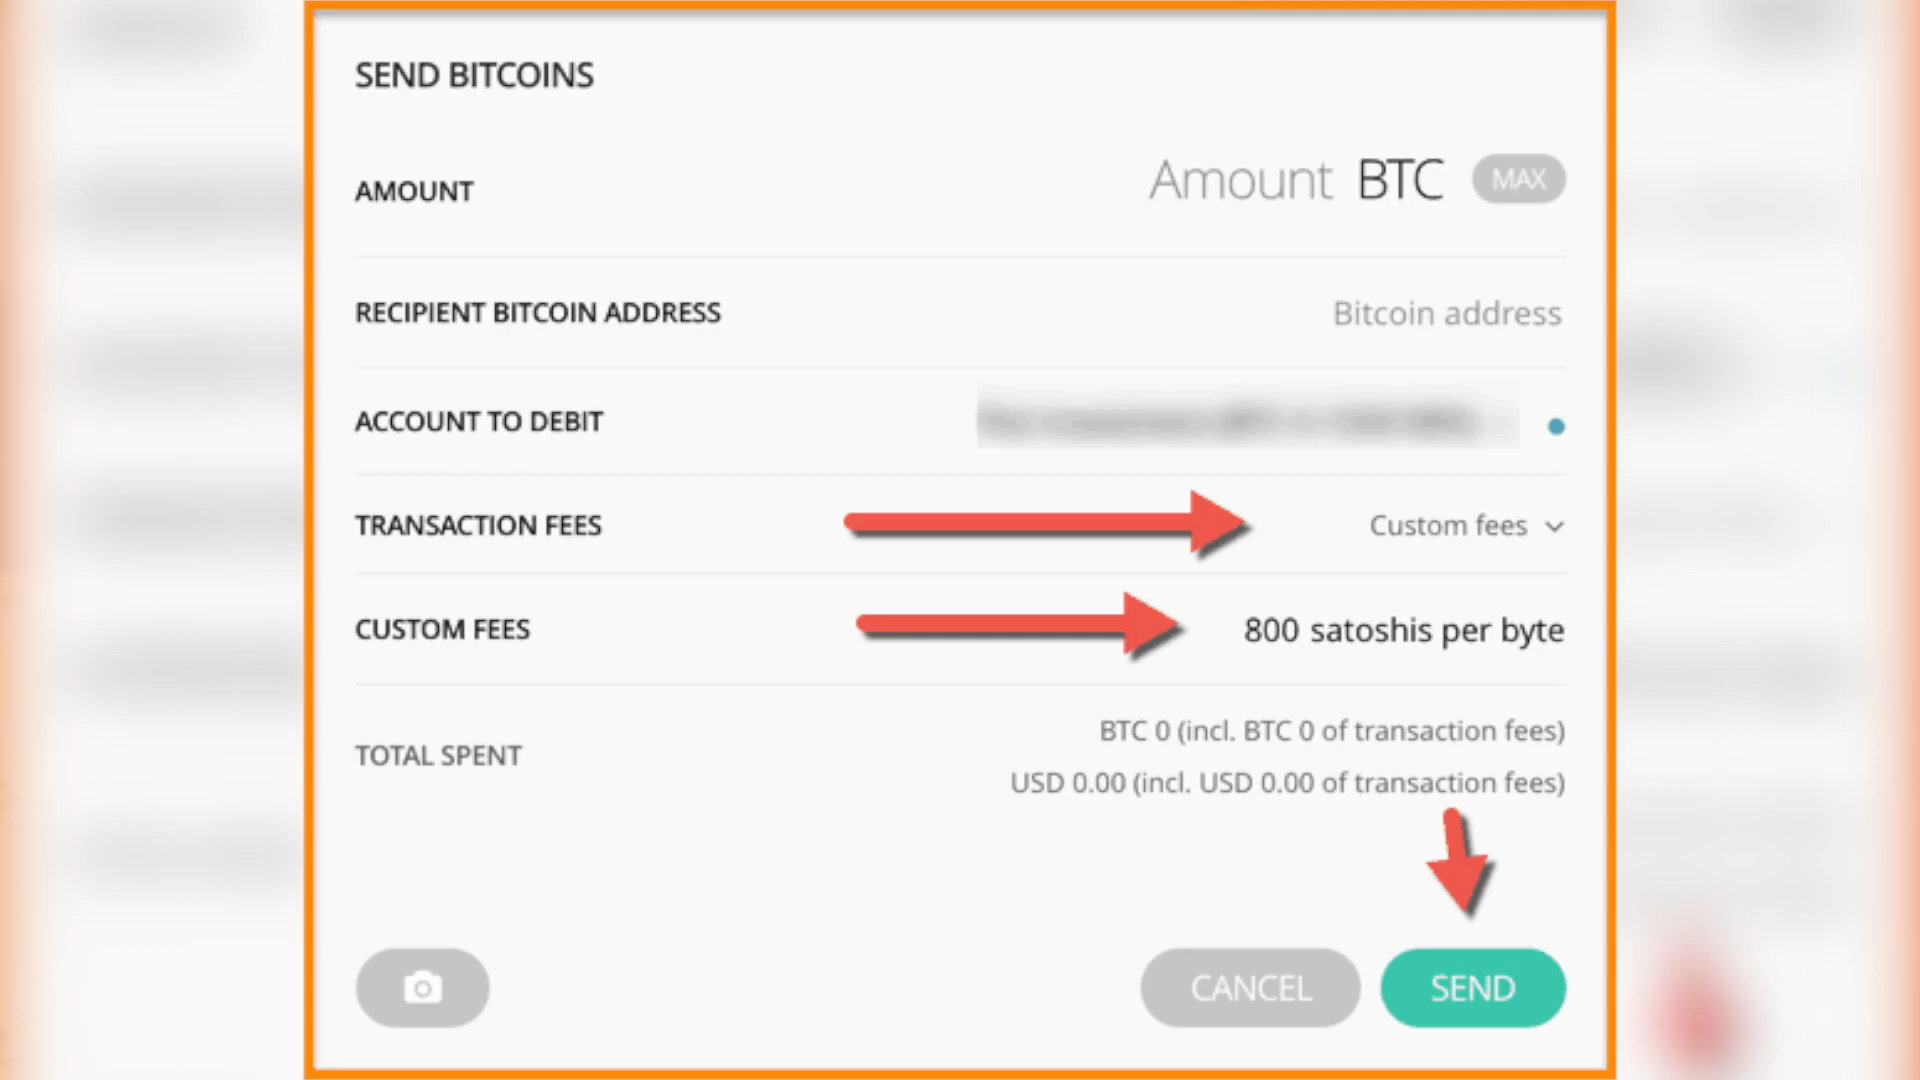 SEND BITCOINS
AMOUNT
Amount BTC MAX
RECIPIENT BITCOIN ADDRESS
Bitcoin address
ACCOUNT TO DEBIT
TRANSACTION FEES
Custom fees
CUSTOM FEES
800 satoshis per byte
TOTAL SPENT
BTC 0 (incl. BTC 0 of transaction fees)
USD 0.00 (incl. USD 0.00 of transaction fees)
CANCEL
SEND